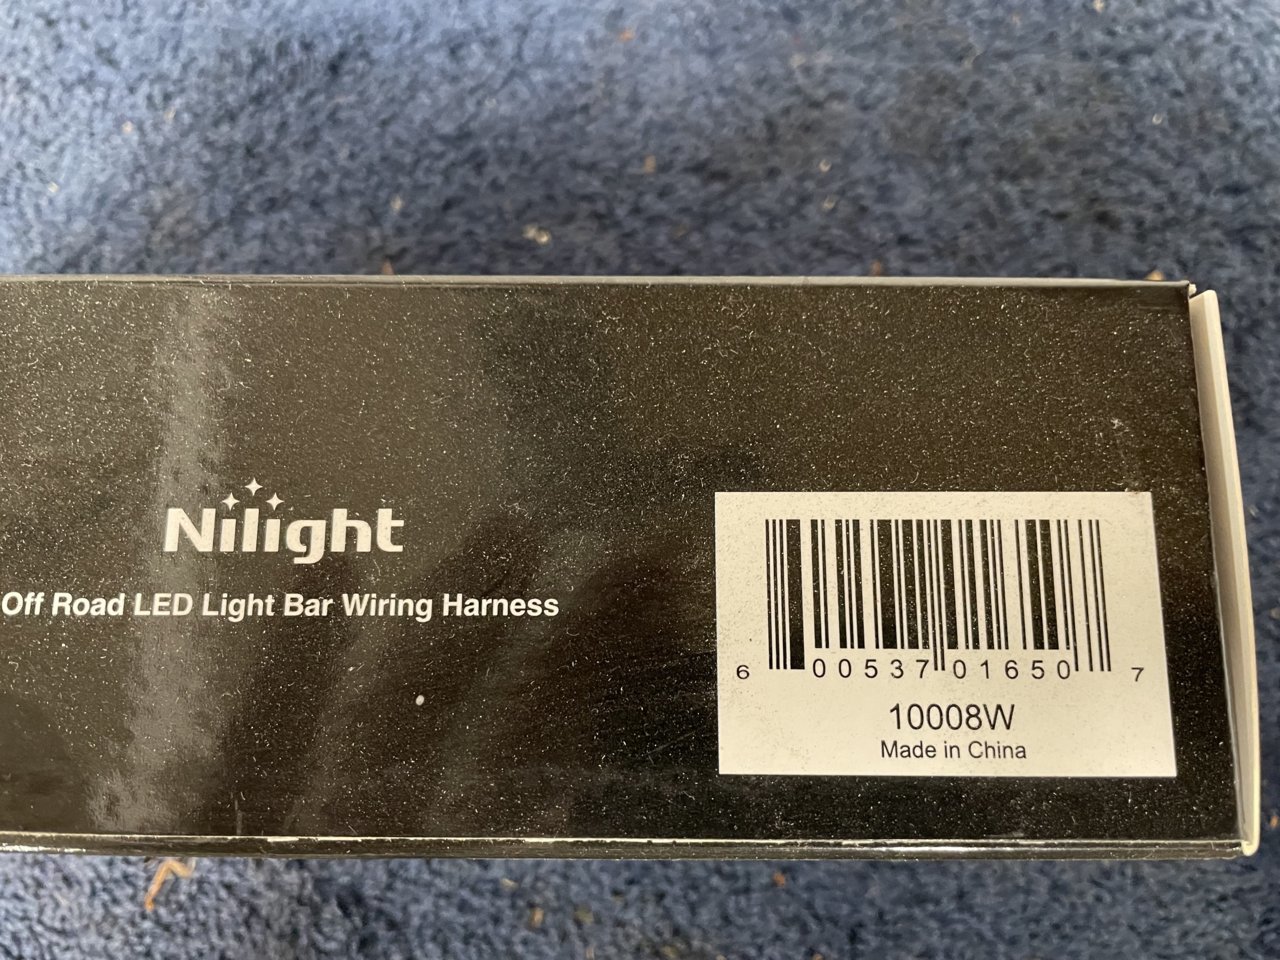 Nilight
Off Road LED Light Bar Wiring Harness
6 00537 01650 7
10008W
Made in China